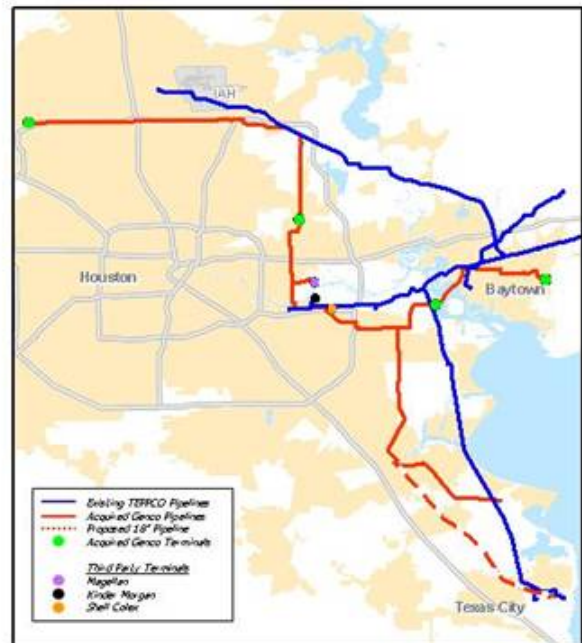 IAH
Houston
Baytown
Existing TEPPCO Pipelines
Acquired Genco Pipelines
Proposed 18" Pipeline
Acquired Genco Terminals
Third Party Terminals
Magellan
Kinder Morgan
Shell Colex
Texas City